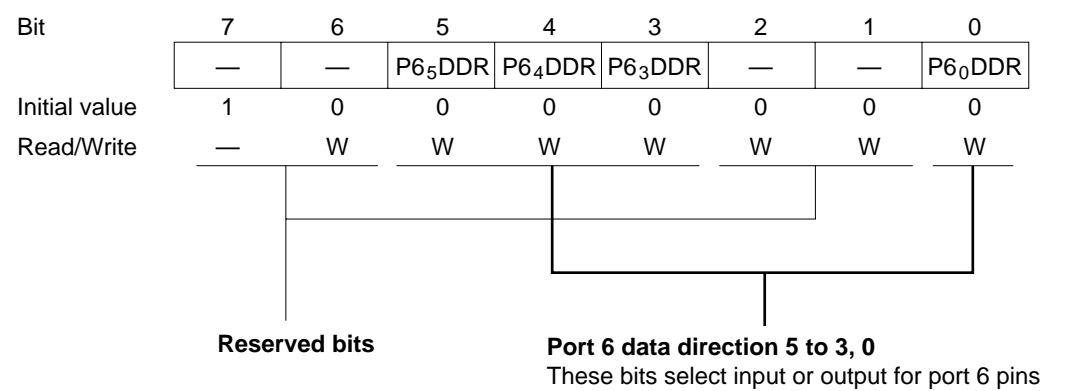 Bit 7 6 5 4 3 2 1 0
— — P6₅DDR P6₄DDR P6₃DDR — — P6₀DDR
Initial value 1 0 0 0 0 0 0 0
Read/Write — W W W W W W W
Reserved bits
Port 6 data direction 5 to 3, 0
These bits select input or output for port 6 pins